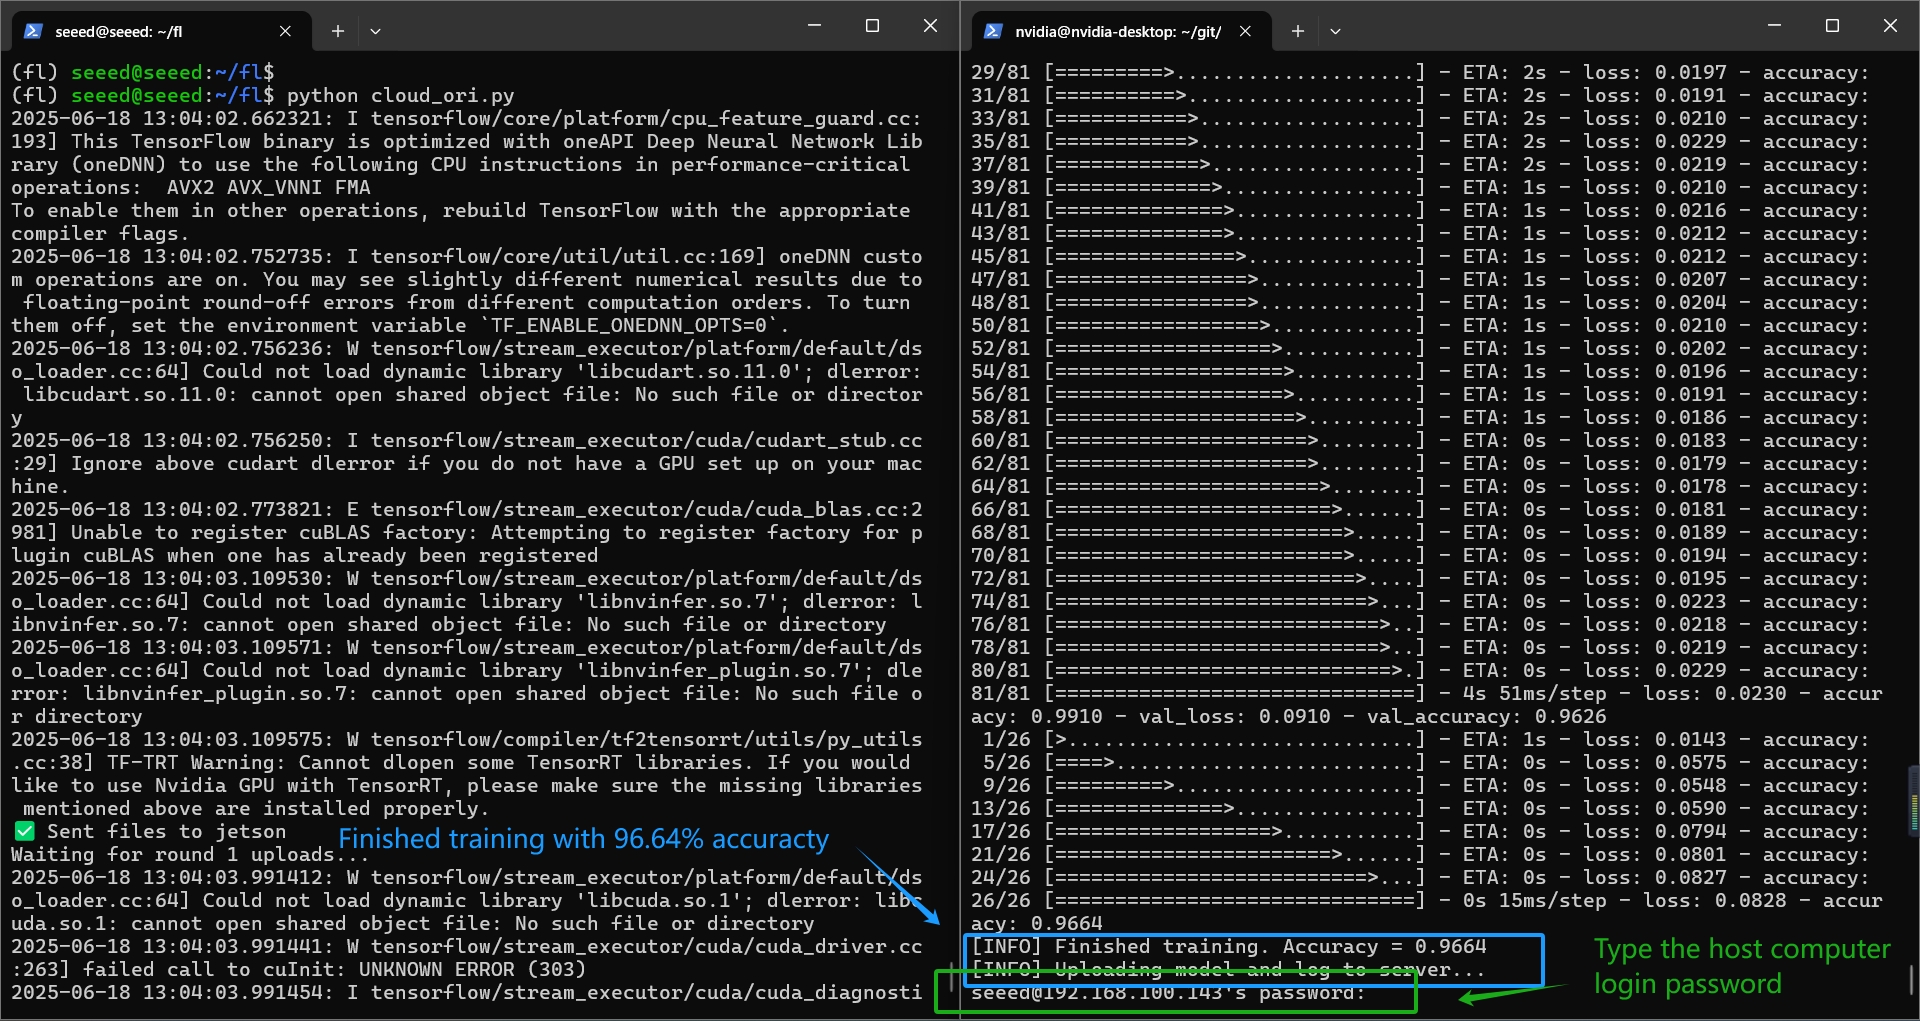 seeed@seeed: ~/fl
(fl) seeed@seeed:~/fl$
(fl) seeed@seeed:~/fl$ python cloud_ori.py
2025-06-18 13:04:02.662321: I tensorflow/core/platform/cpu_feature_guard.cc:
193] This TensorFlow binary is optimized with oneAPI Deep Neural Network Lib
rary (oneDNN) to use the following CPU instructions in performance-critical
operations:  AVX2 AVX_VNNI FMA
To enable them in other operations, rebuild TensorFlow with the appropriate
compiler flags.
2025-06-18 13:04:02.752735: I tensorflow/core/util/util.cc:169] oneDNN custo
m operations are on. You may see slightly different numerical results due to
 floating-point round-off errors from different computation orders. To turn
them off, set the environment variable `TF_ENABLE_ONEDNN_OPTS=0`.
2025-06-18 13:04:02.756236: W tensorflow/stream_executor/platform/default/ds
o_loader.cc:64] Could not load dynamic library 'libcudart.so.11.0'; dlerror:
 libcudart.so.11.0: cannot open shared object file: No such file or director
y
2025-06-18 13:04:02.756250: I tensorflow/stream_executor/cuda/cudart_stub.cc
:29] Ignore above cudart dlerror if you do not have a GPU set up on your mac
hine.
2025-06-18 13:04:02.773821: E tensorflow/stream_executor/cuda/cuda_blas.cc:2
981] Unable to register cuBLAS factory: Attempting to register factory for p
lugin cuBLAS when one has already been registered
2025-06-18 13:04:03.109530: W tensorflow/stream_executor/platform/default/ds
o_loader.cc:64] Could not load dynamic library 'libnvinfer.so.7'; dlerror: l
ibnvinfer.so.7: cannot open shared object file: No such file or directory
2025-06-18 13:04:03.109571: W tensorflow/stream_executor/platform/default/ds
o_loader.cc:64] Could not load dynamic library 'libnvinfer_plugin.so.7'; dle
rror: libnvinfer_plugin.so.7: cannot open shared object file: No such file o
r directory
2025-06-18 13:04:03.109575: W tensorflow/compiler/tf2tensorrt/utils/py_utils
.cc:38] TF-TRT Warning: Cannot dlopen some TensorRT libraries. If you would
like to use Nvidia GPU with TensorRT, please make sure the missing libraries
 mentioned above are installed properly.
✅ Sent files to jetson
Finished training with 96.64% accuracty
Waiting for round 1 uploads...
2025-06-18 13:04:03.991412: W tensorflow/stream_executor/platform/default/ds
o_loader.cc:64] Could not load dynamic library 'libcuda.so.1'; dlerror: libc
uda.so.1: cannot open shared object file: No such file or directory
2025-06-18 13:04:03.991441: W tensorflow/stream_executor/cuda/cuda_driver.cc
:263] failed call to cuInit: UNKNOWN ERROR (303)
2025-06-18 13:04:03.991454: I tensorflow/stream_executor/cuda/cuda_diagnosti
nvidia@nvidia-desktop: ~/git/
29/81 [=========>....................] - ETA: 2s - loss: 0.0197 - accuracy:
31/81 [==========>...................] - ETA: 2s - loss: 0.0191 - accuracy:
33/81 [===========>..................] - ETA: 2s - loss: 0.0210 - accuracy:
35/81 [===========>..................] - ETA: 2s - loss: 0.0229 - accuracy:
37/81 [============>.................] - ETA: 2s - loss: 0.0219 - accuracy:
39/81 [=============>................] - ETA: 1s - loss: 0.0210 - accuracy:
41/81 [==============>...............] - ETA: 1s - loss: 0.0216 - accuracy:
43/81 [==============>...............] - ETA: 1s - loss: 0.0212 - accuracy:
45/81 [===============>..............] - ETA: 1s - loss: 0.0212 - accuracy:
47/81 [================>.............] - ETA: 1s - loss: 0.0207 - accuracy:
48/81 [================>.............] - ETA: 1s - loss: 0.0204 - accuracy:
50/81 [=================>............] - ETA: 1s - loss: 0.0210 - accuracy:
52/81 [==================>...........] - ETA: 1s - loss: 0.0202 - accuracy:
54/81 [===================>..........] - ETA: 1s - loss: 0.0196 - accuracy:
56/81 [===================>..........] - ETA: 1s - loss: 0.0191 - accuracy:
58/81 [====================>.........] - ETA: 1s - loss: 0.0186 - accuracy:
60/81 [=====================>........] - ETA: 0s - loss: 0.0183 - accuracy:
62/81 [=====================>........] - ETA: 0s - loss: 0.0179 - accuracy:
64/81 [======================>.......] - ETA: 0s - loss: 0.0178 - accuracy:
66/81 [=======================>......] - ETA: 0s - loss: 0.0181 - accuracy:
68/81 [========================>.....] - ETA: 0s - loss: 0.0189 - accuracy:
70/81 [========================>.....] - ETA: 0s - loss: 0.0194 - accuracy:
72/81 [=========================>....] - ETA: 0s - loss: 0.0195 - accuracy:
74/81 [==========================>...] - ETA: 0s - loss: 0.0223 - accuracy:
76/81 [===========================>..] - ETA: 0s - loss: 0.0218 - accuracy:
78/81 [===========================>..] - ETA: 0s - loss: 0.0219 - accuracy:
80/81 [============================>.] - ETA: 0s - loss: 0.0229 - accuracy:
81/81 [==============================] - 4s 51ms/step - loss: 0.0230 - accur
acy: 0.9910 - val_loss: 0.0910 - val_accuracy: 0.9626
 1/26 [>.............................] - ETA: 1s - loss: 0.0143 - accuracy:
 5/26 [====>.........................] - ETA: 0s - loss: 0.0575 - accuracy:
 9/26 [=========>....................] - ETA: 0s - loss: 0.0548 - accuracy:
13/26 [==============>...............] - ETA: 0s - loss: 0.0590 - accuracy:
17/26 [==================>...........] - ETA: 0s - loss: 0.0794 - accuracy:
21/26 [=======================>......] - ETA: 0s - loss: 0.0801 - accuracy:
24/26 [==========================>...] - ETA: 0s - loss: 0.0827 - accuracy:
26/26 [==============================] - 0s 15ms/step - loss: 0.0828 - accur
acy: 0.9664
[INFO] Finished training. Accuracy = 0.9664
[INFO] Uploading model and log to server...
seeed@192.168.100.143's password:
Type the host computer
login password